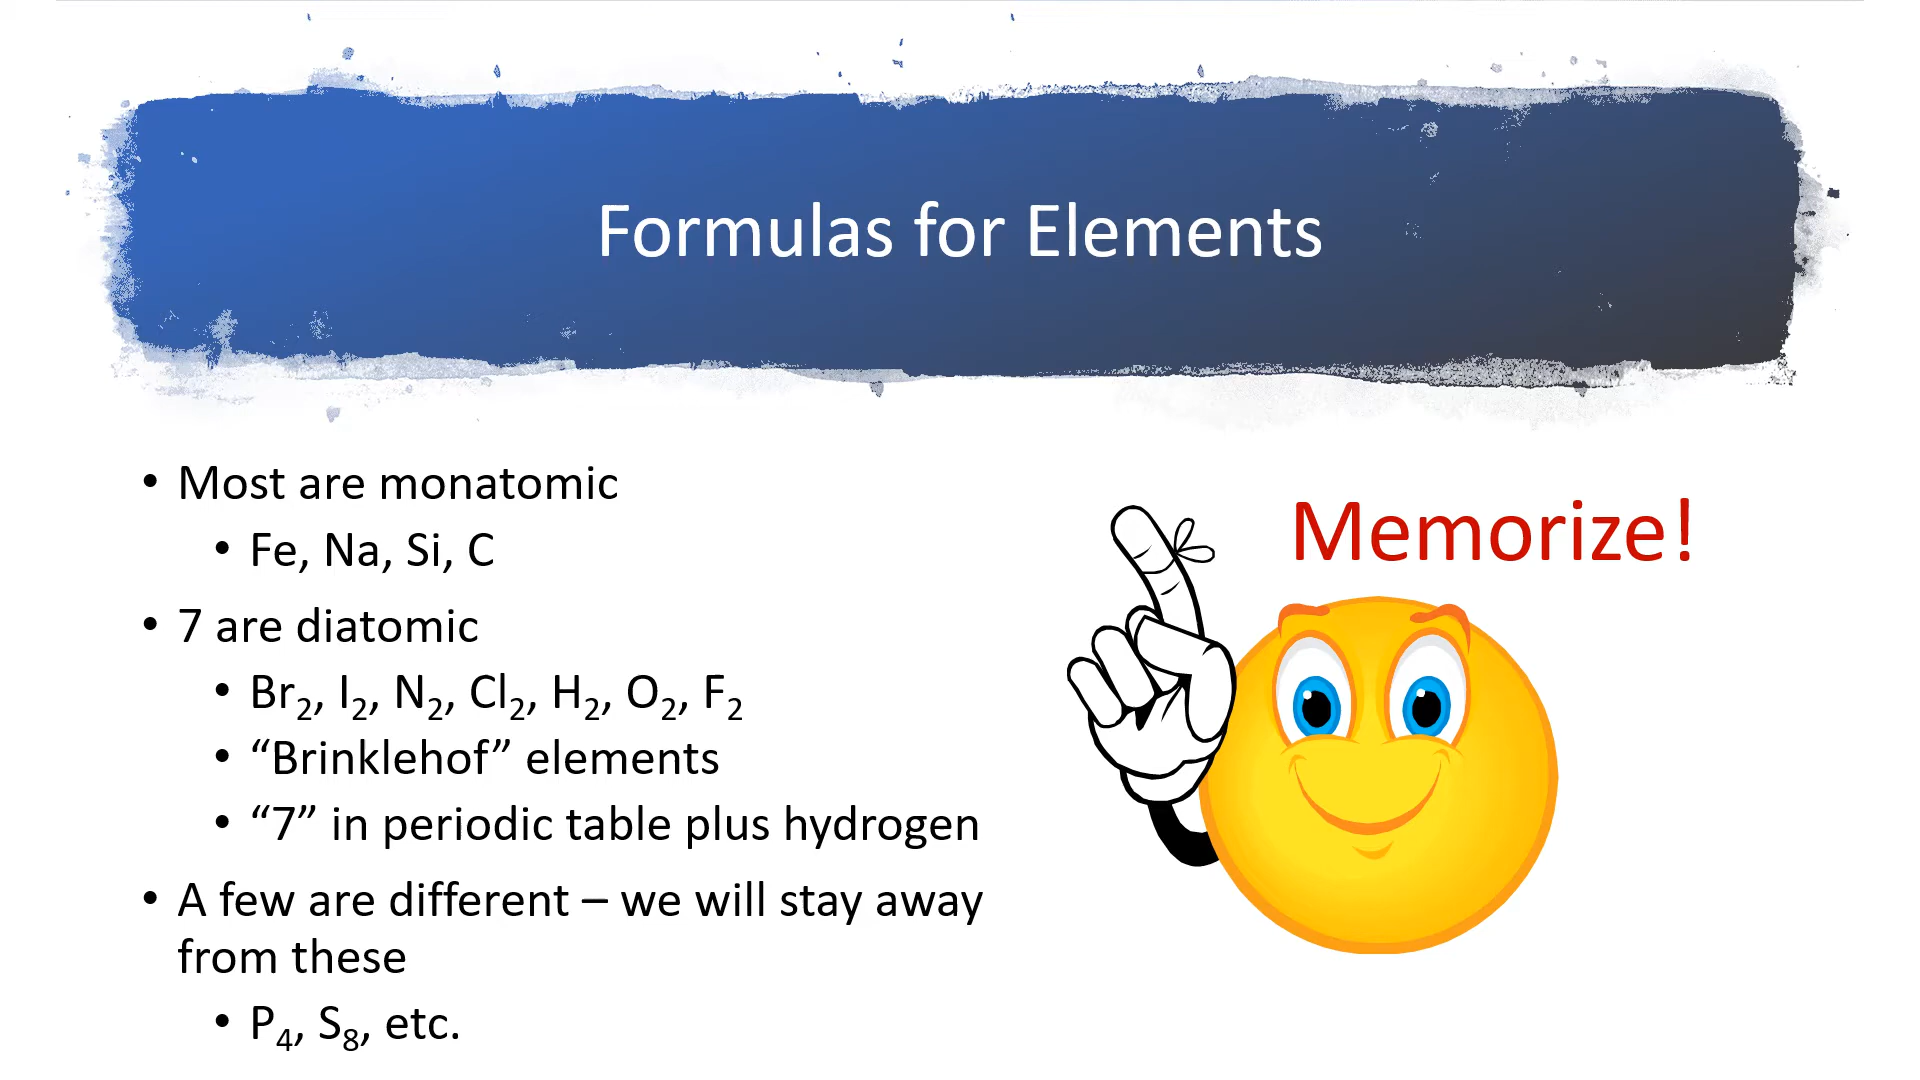 Formulas for Elements
• Most are monatomic
• Fe, Na, Si, C
• 7 are diatomic
• Br₂, I₂, N₂, Cl₂, H₂, O₂, F₂
• “Brinklehof” elements
• “7” in periodic table plus hydrogen
• A few are different – we will stay away
from these
• P₄, S₈, etc.
Memorize!